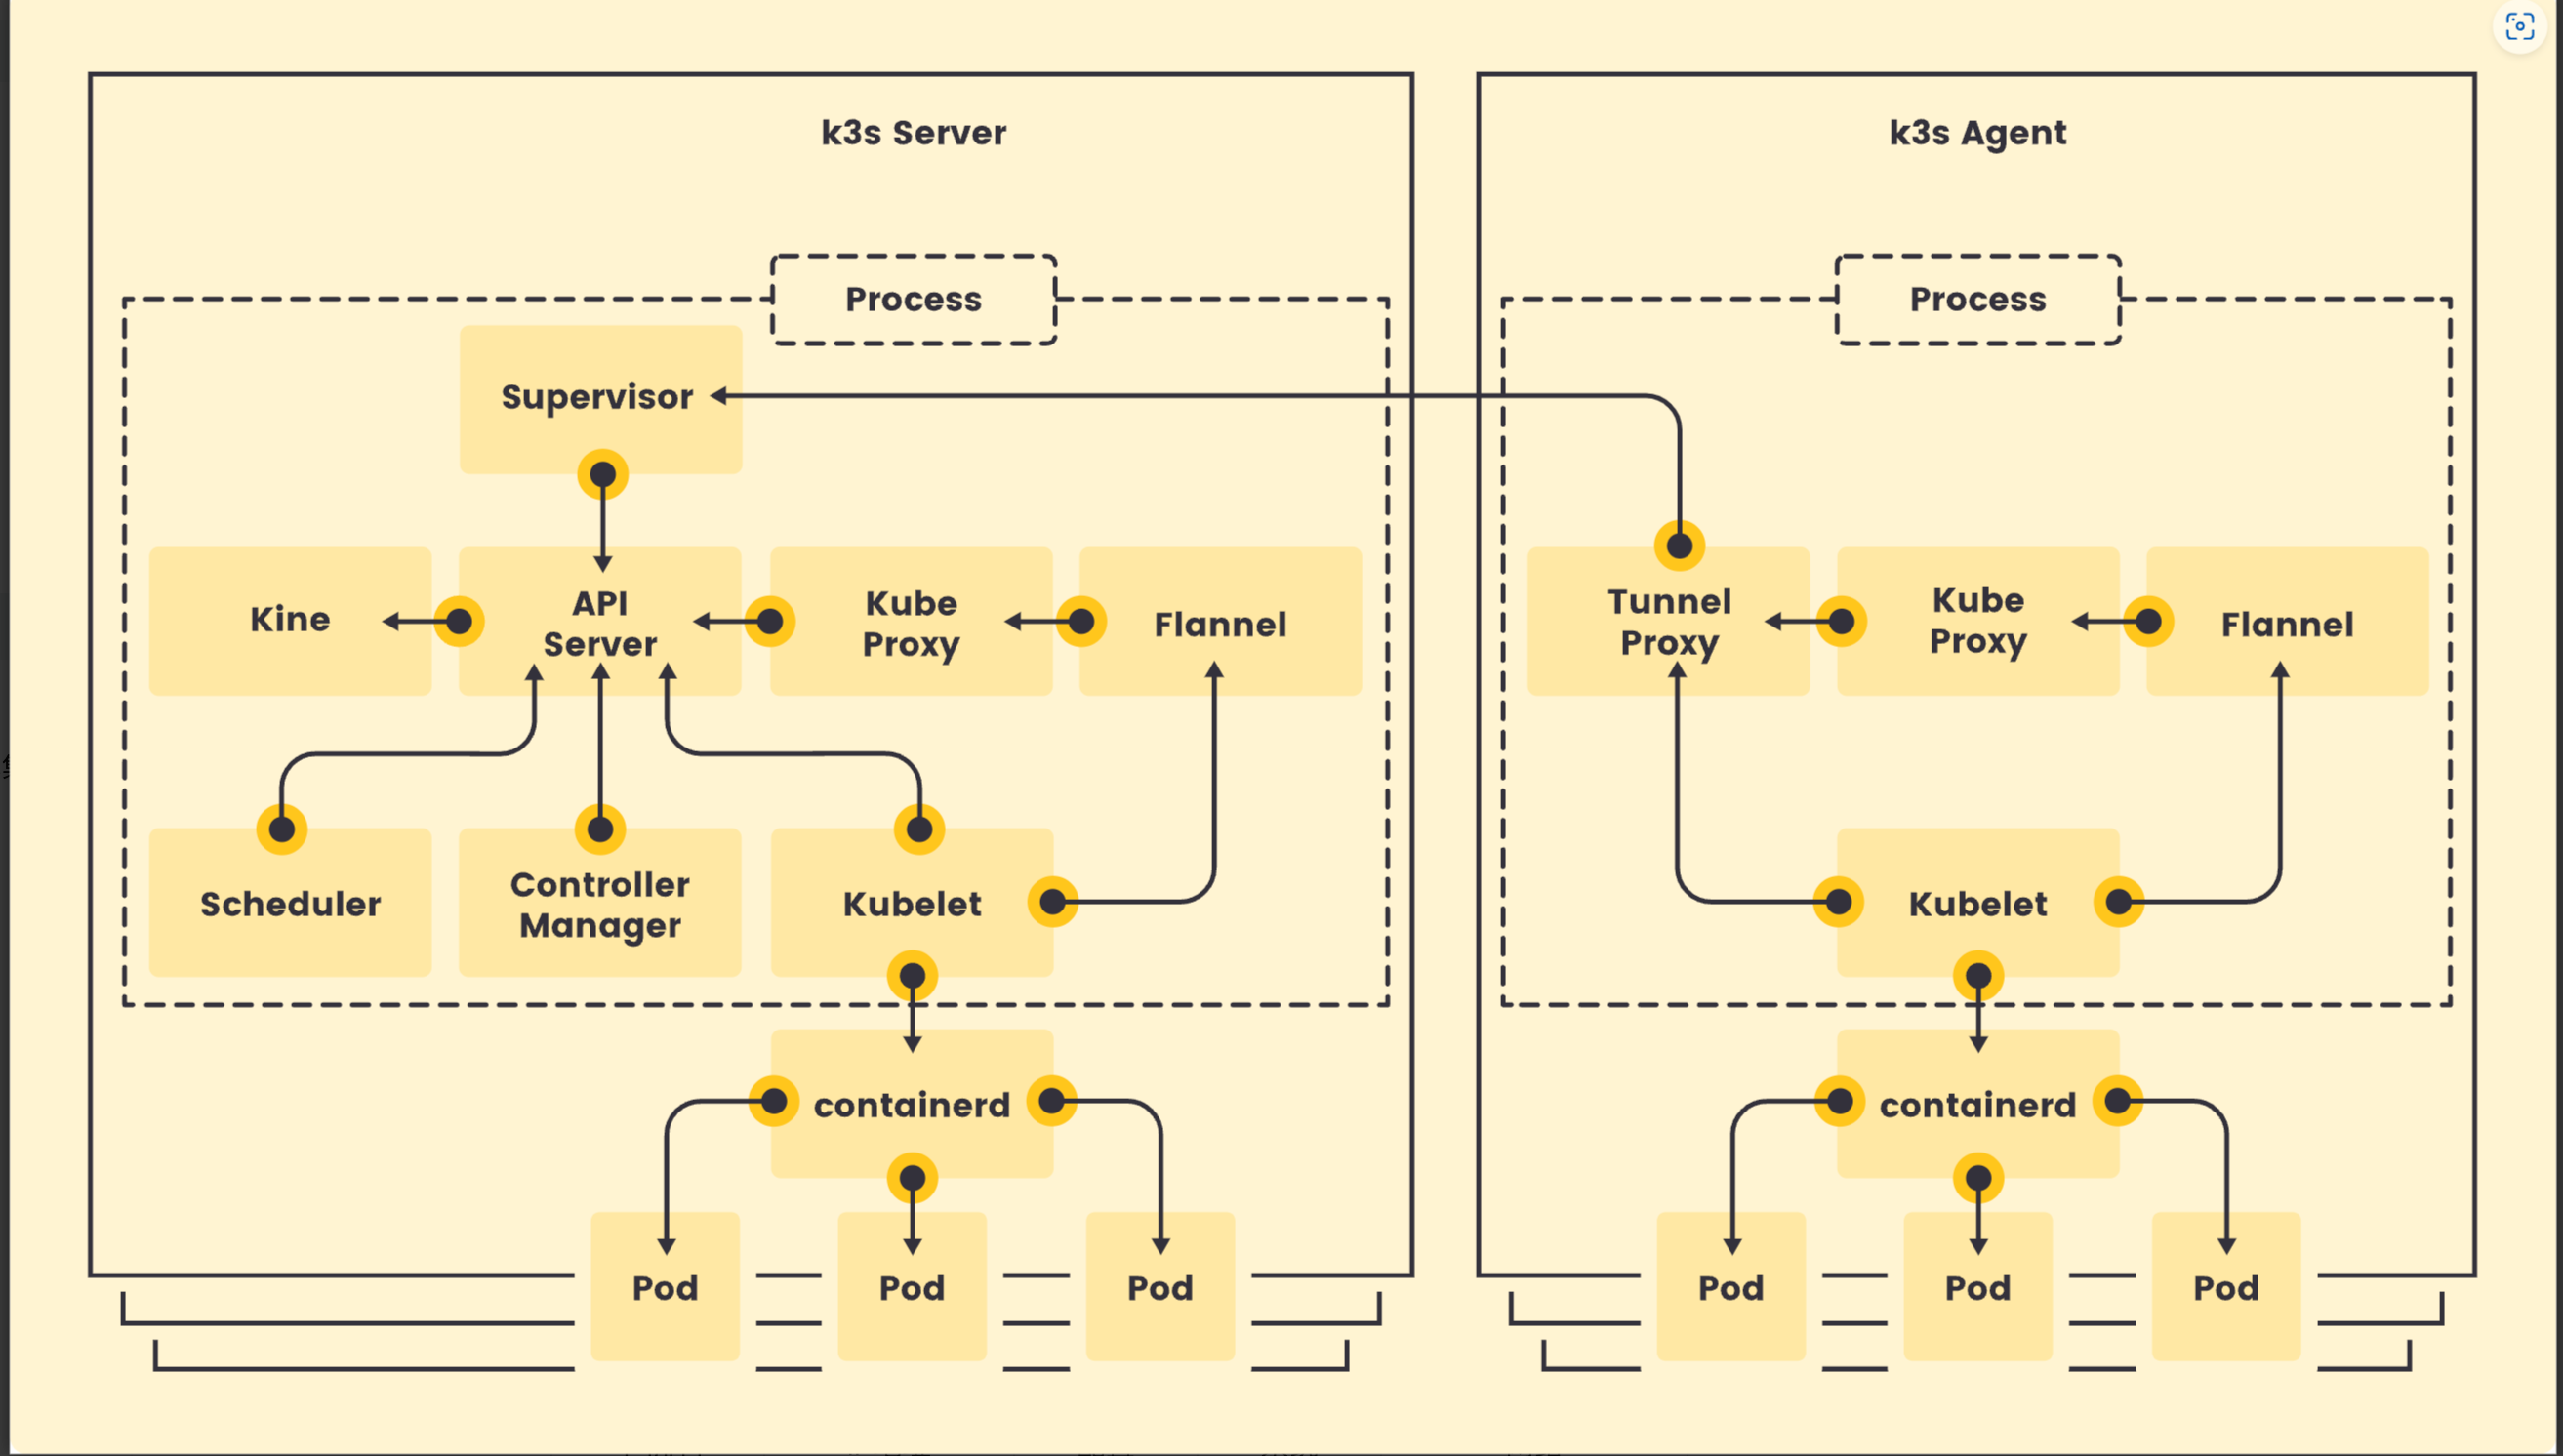 k3s Server
k3s Agent
Process
Process
Supervisor
Kine
API
Server
Kube
Proxy
Flannel
Tunnel
Proxy
Kube
Proxy
Flannel
Scheduler
Controller
Manager
Kubelet
Kubelet
containerd
containerd
Pod
Pod
Pod
Pod
Pod
Pod